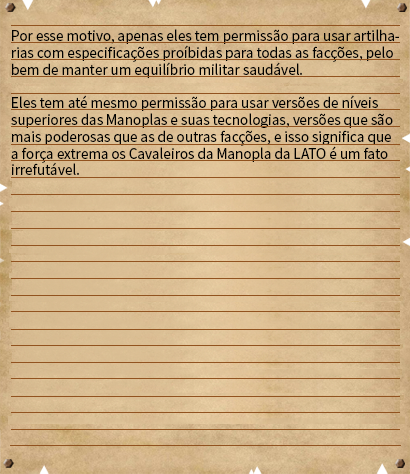 Por esse motivo, apenas eles tem permissão para usar artilha-
rias com especificações proíbidas para todas as facções, pelo
bem de manter um equilíbrio militar saudável.

Eles tem até mesmo permissão para usar versões de níveis
superiores das Manoplas e suas tecnologias, versões que são
mais poderosas que as de outras facções, e isso significa que
a força extrema os Cavaleiros da Manopla da LATO é um fato
irrefutável.